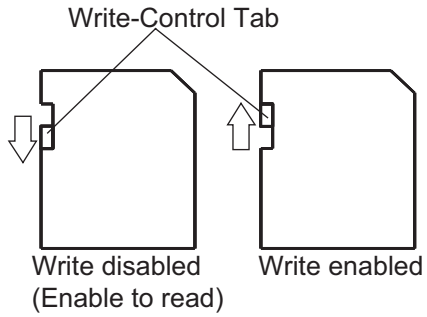 Write-Control Tab
Write disabled
(Enable to read)
Write enabled